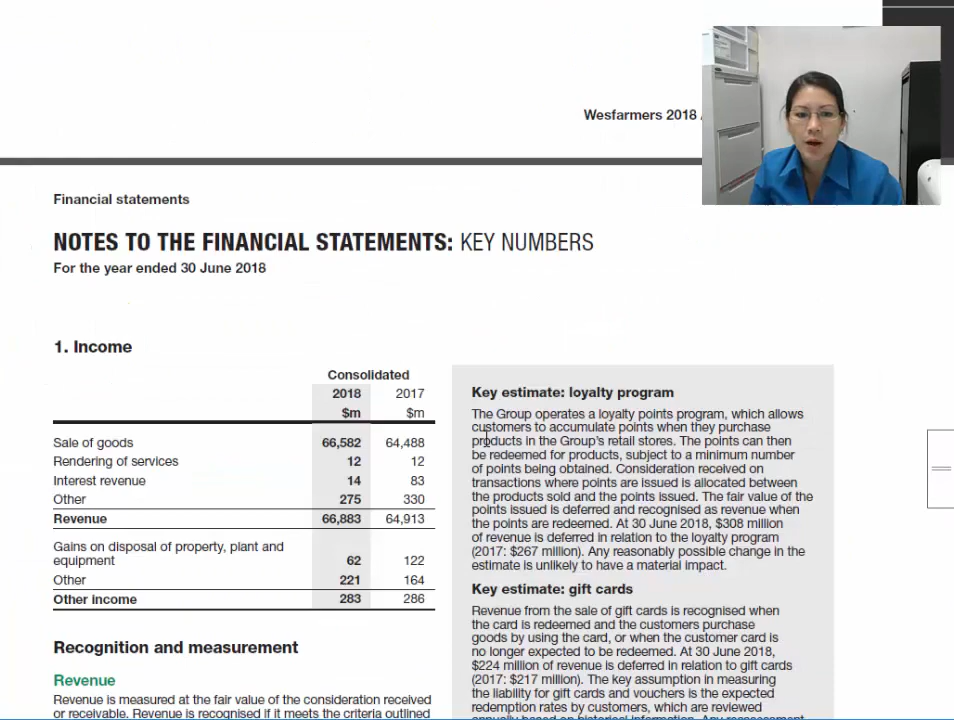 Wesfarmers 2018
Financial statements
NOTES TO THE FINANCIAL STATEMENTS: KEY NUMBERS
For the year ended 30 June 2018
1. Income
Consolidated
2018 2017
$m $m
Sale of goods 66,582 64,488
Rendering of services 12 12
Interest revenue 14 83
Other 275 330
Revenue 66,883 64,913
Gains on disposal of property, plant and
equipment 62 122
Other 221 164
Other income 283 286
Recognition and measurement
Revenue
Revenue is measured at the fair value of the consideration received
or receivable. Revenue is recognised if it meets the criteria outlined
Key estimate: loyalty program
The Group operates a loyalty points program, which allows
customers to accumulate points when they purchase
products in the Group's retail stores. The points can then
be redeemed for products, subject to a minimum number
of points being obtained. Consideration received on
transactions where points are issued is allocated between
the products sold and the points issued. The fair value of the
points issued is deferred and recognised as revenue when
the points are redeemed. At 30 June 2018, $308 million
of revenue is deferred in relation to the loyalty program
(2017: $267 million). Any reasonably possible change in the
estimate is unlikely to have a material impact.
Key estimate: gift cards
Revenue from the sale of gift cards is recognised when
the card is redeemed and the customers purchase
goods by using the card, or when the customer card is
no longer expected to be redeemed. At 30 June 2018,
$224 million of revenue is deferred in relation to gift cards
(2017: $217 million). The key assumption in measuring
the liability for gift cards and vouchers is the expected
redemption rates by customers, which are reviewed
annually based on historical information. Any reassessment